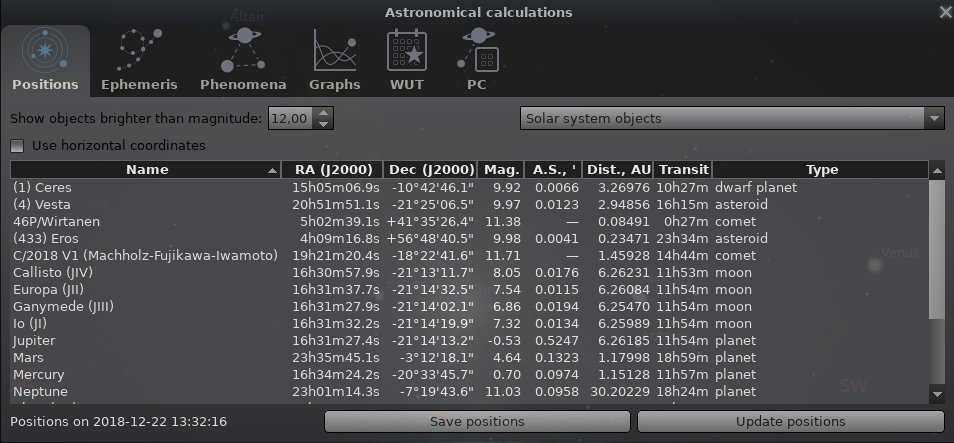 Astronomical calculations
Altair
Positions Ephemeris Phenomena Graphs WUT PC
Show objects brighter than magnitude: 12,00 Solar system objects
Use horizontal coordinates
Name RA (J2000) Dec (J2000) Mag. A.S., ' Dist., AU Transit Type
(1) Ceres 15h05m06.9s -10°42'46.1" 9.92 0.0066 3.26976 10h27m dwarf planet
(4) Vesta 20h51m51.1s -21°25'06.5" 9.97 0.0123 2.94856 16h15m asteroid
46P/Wirtanen 5h02m39.1s +41°35'26.4" 11.38 — 0.08491 0h27m comet
(433) Eros 4h09m16.8s +56°48'40.5" 9.98 0.0041 0.23471 23h34m asteroid
C/2018 V1 (Machholz-Fujikawa-Iwamoto) 19h21m20.4s -18°22'41.6" 11.71 — 1.45928 14h44m comet
Venus
Callisto (JIV) 16h30m57.9s -21°13'11.7" 8.05 0.0176 6.26231 11h53m moon
Europa (JII) 16h31m37.7s -21°14'32.5" 7.54 0.0115 6.26084 11h54m moon
Ganymede (JIII) 16h31m27.9s -21°14'02.1" 6.86 0.0194 6.25470 11h54m moon
Io (JI) 16h31m32.2s -21°14'19.9" 7.32 0.0134 6.25989 11h54m moon
Jupiter 16h31m27.4s -21°14'13.2" -0.53 0.5247 6.26185 11h54m planet
Mars 23h35m45.1s -3°12'18.1" 4.64 0.1323 1.17998 18h59m planet
Mercury 16h34m24.2s -20°33'45.7" 0.70 0.0974 1.15128 11h57m planet
SW
Neptune 23h01m14.3s -7°19'43.6" 11.03 0.0958 30.20229 18h24m planet
Positions on 2018-12-22 13:32:16 Save positions Update positions